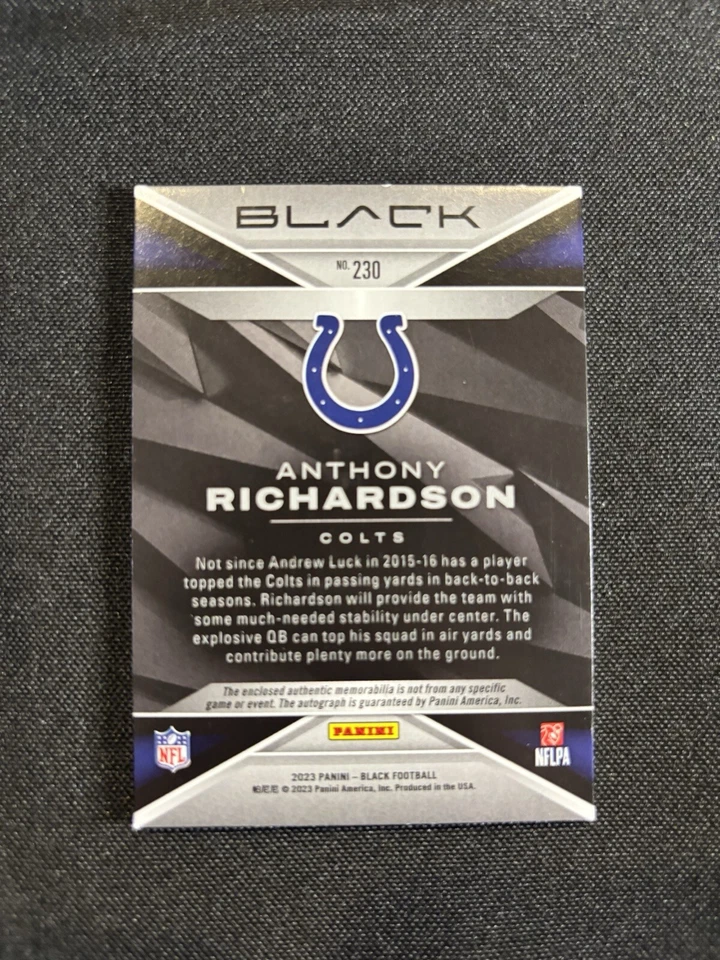 BLACK
NO. 230
ANTHONY
RICHARDSON
COLTS
Not since Andrew Luck in 2015-16 has a player
topped the Colts in passing yards in back-to-back
seasons. Richardson will provide the team with
some much-needed stability under center. The
explosive QB can top his squad in air yards and
contribute plenty more on the ground.
The enclosed authentic memorabilia is not from any specific
game or event. The autograph is guaranteed by Panini America, Inc.
PANINI
NFL
NFLPA
2023 PANINI – BLACK FOOTBALL
帕尼尼 © 2023 Panini America, Inc. Produced in the USA.